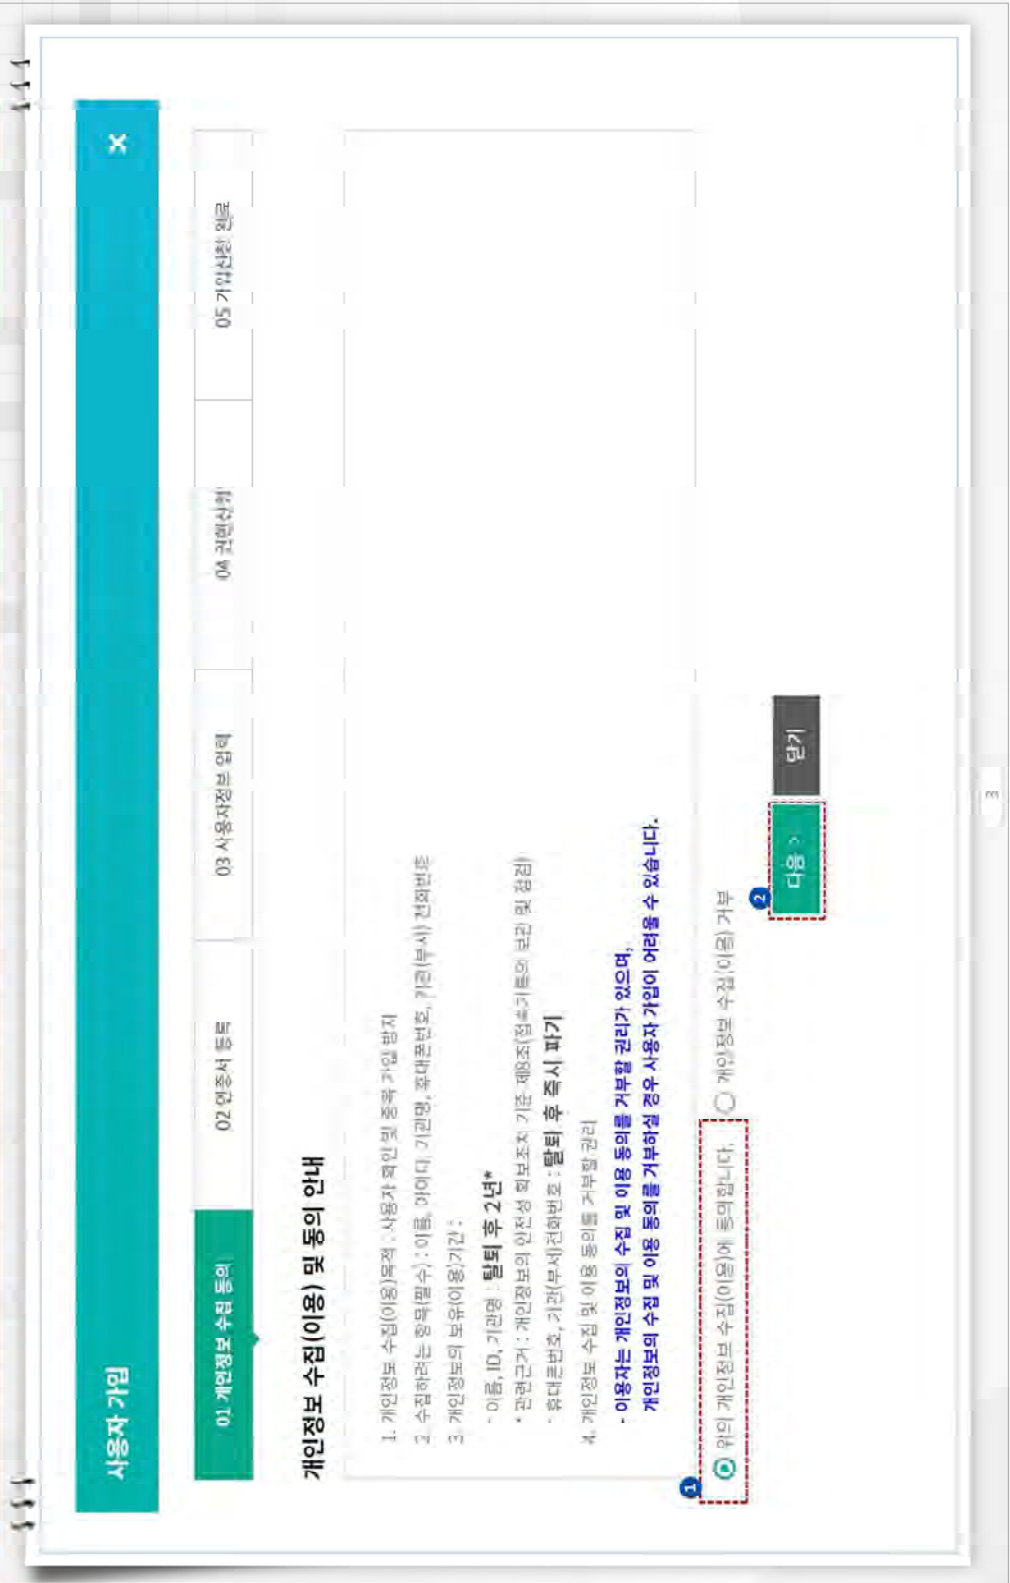 사용자 가입
X
01 개인정보 수집 동의
02 인증서 등록
03 사용자정보 입력
04 권한신청
05 가입신청 완료
개인정보 수집(이용) 및 동의 안내
1. 개인정보 수집(이용)목적 : 사용자 확인 및 중복 가입 방지
2. 수집하려는 항목(필수) : 이름, 아이디, 기관명, 휴대폰번호, 기관(부서) 전화번호
3. 개인정보의 보유(이용)기간 :
- 이름, ID, 기관명 : 탈퇴 후 2년*
* 관련근거 : 개인정보의 안전성 확보조치 기준 제8조(접속기록의 보관 및 점검)
- 휴대폰번호, 기관(부서)전화번호 : 탈퇴 후 즉시 파기
4. 개인정보 수집 및 이용 동의를 거부할 권리
- 이용자는 개인정보의 수집 및 이용 동의를 거부할 권리가 있으며,
개인정보의 수집 및 이용 동의를 거부하실 경우 사용자 가입이 어려울 수 있습니다.
1
위의 개인정보 수집(이용)에 동의합니다.
개인정보 수집(이용) 거부
2
다음 >
닫기
3